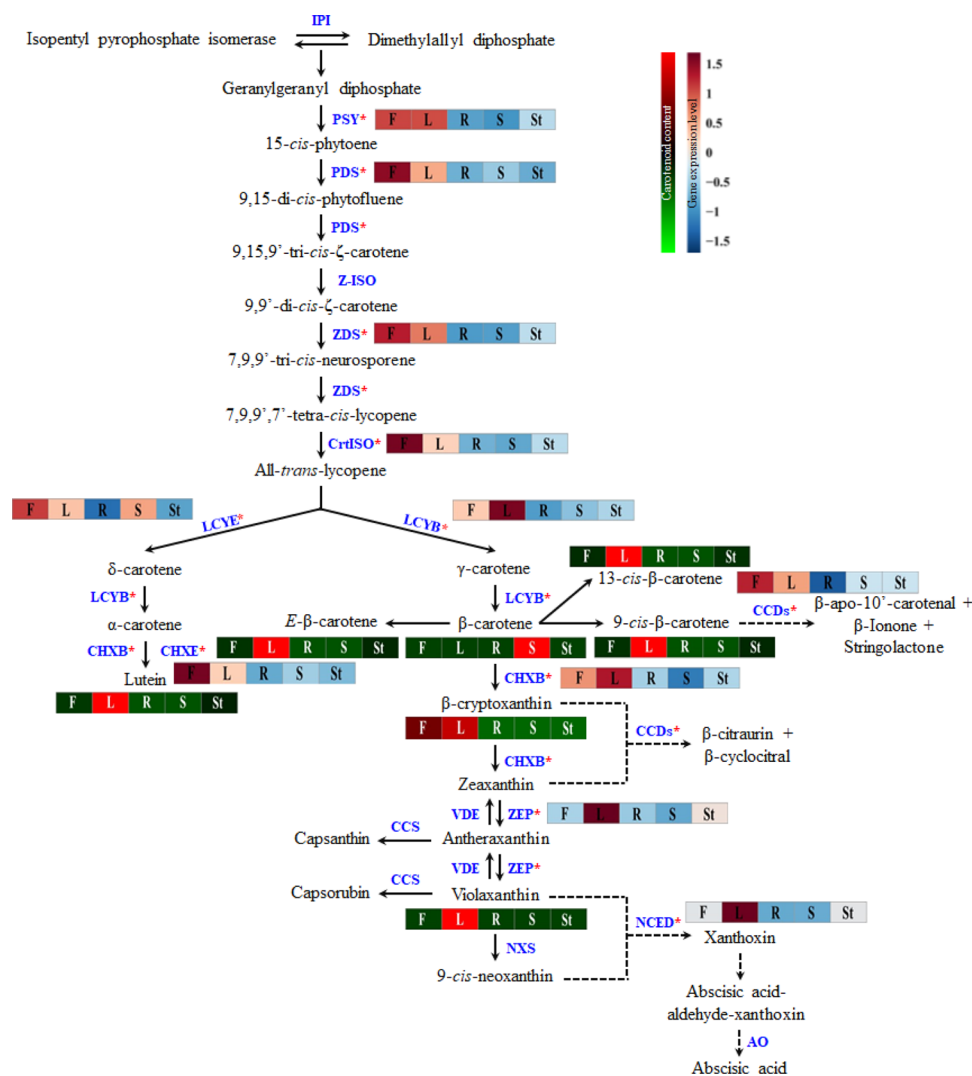 IPI
Isopentyl pyrophosphate isomerase
Dimethylallyl diphosphate
Carotenoid content
Gene expression level
1.5
1
0.5
0
−0.5
−1
−1.5
Geranylgeranyl diphosphate
PSY* F L R S St
15-cis-phytoene
PDS* F L R S St
9,15-di-cis-phytofluene
PDS*
9,15,9’-tri-cis-ζ-carotene
Z-ISO
9,9’-di-cis-ζ-carotene
ZDS* F L R S St
7,9,9’-tri-cis-neurosporene
ZDS*
7,9,9’,7’-tetra-cis-lycopene
CrtISO* F L R S St
All-trans-lycopene
F L R S St
F L R S St
LCYE*
LCYB*
F L R S St
δ-carotene
γ-carotene
13-cis-β-carotene
F L R S St
LCYB*
LCYB*
CCDs*
β-apo-10’-carotenal +
β-Ionone +
Stringolactone
α-carotene
E-β-carotene
β-carotene
9-cis-β-carotene
F L R S St
F L R S St
F L R S St
CHXB*
CHXE*
Lutein
F L R S St
F L R S St
CHXB*
F L R S St
β-cryptoxanthin
F L R S St
CCDs*
β-citraurin +
β-cyclocitral
CHXB*
Zeaxanthin
VDE
ZEP*
F L R S St
Capsanthin
CCS
Antheraxanthin
VDE
ZEP*
Capsorubin
CCS
Violaxanthin
F L R S St
NCED*
F L R S St
Xanthoxin
NXS
9-cis-neoxanthin
Abscisic acid-
aldehyde-xanthoxin
AO
Abscisic acid